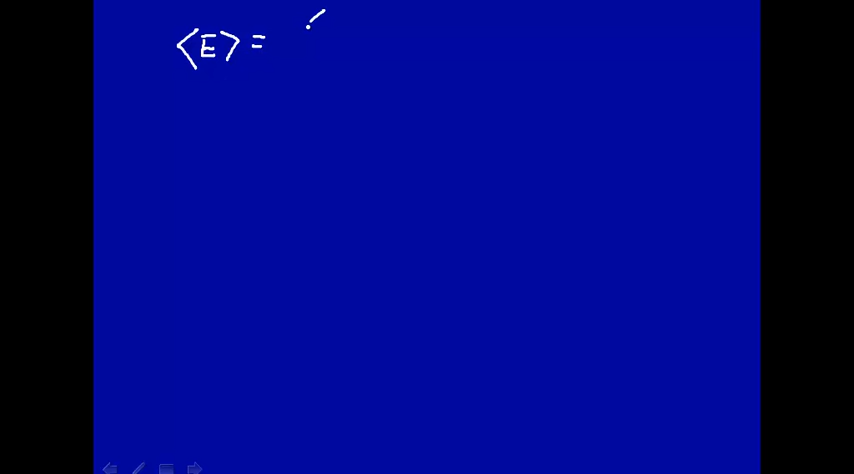 ⟨E⟩ =